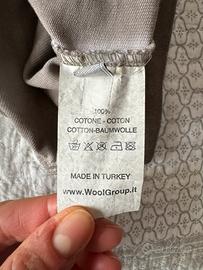 100%
COTONE - COTON
COTTON - BAUMWOLLE
MADE IN TURKEY
www.WoolGroup.it